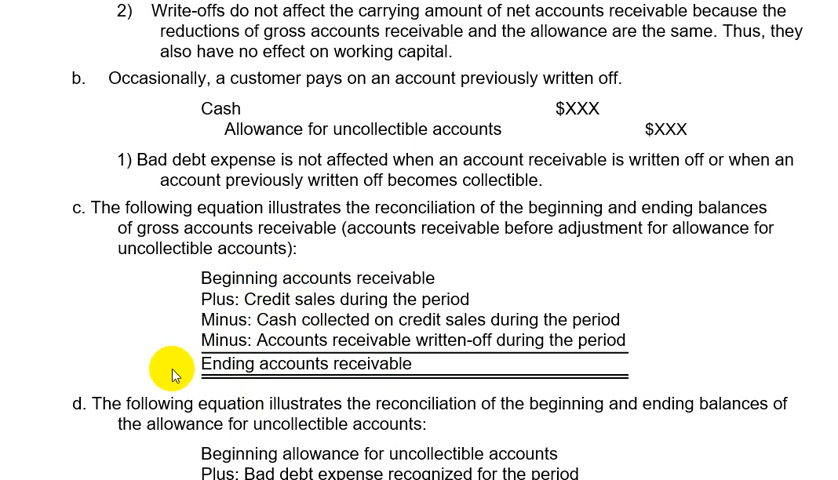 2) Write-offs do not affect the carrying amount of net accounts receivable because the
reductions of gross accounts receivable and the allowance are the same. Thus, they
also have no effect on working capital.
b. Occasionally, a customer pays on an account previously written off.
Cash $XXX
Allowance for uncollectible accounts $XXX
1) Bad debt expense is not affected when an account receivable is written off or when an
account previously written off becomes collectible.
c. The following equation illustrates the reconciliation of the beginning and ending balances
of gross accounts receivable (accounts receivable before adjustment for allowance for
uncollectible accounts):
Beginning accounts receivable
Plus: Credit sales during the period
Minus: Cash collected on credit sales during the period
Minus: Accounts receivable written-off during the period
Ending accounts receivable
d. The following equation illustrates the reconciliation of the beginning and ending balances of
the allowance for uncollectible accounts:
Beginning allowance for uncollectible accounts
Plus: Bad debt expense recognized for the period